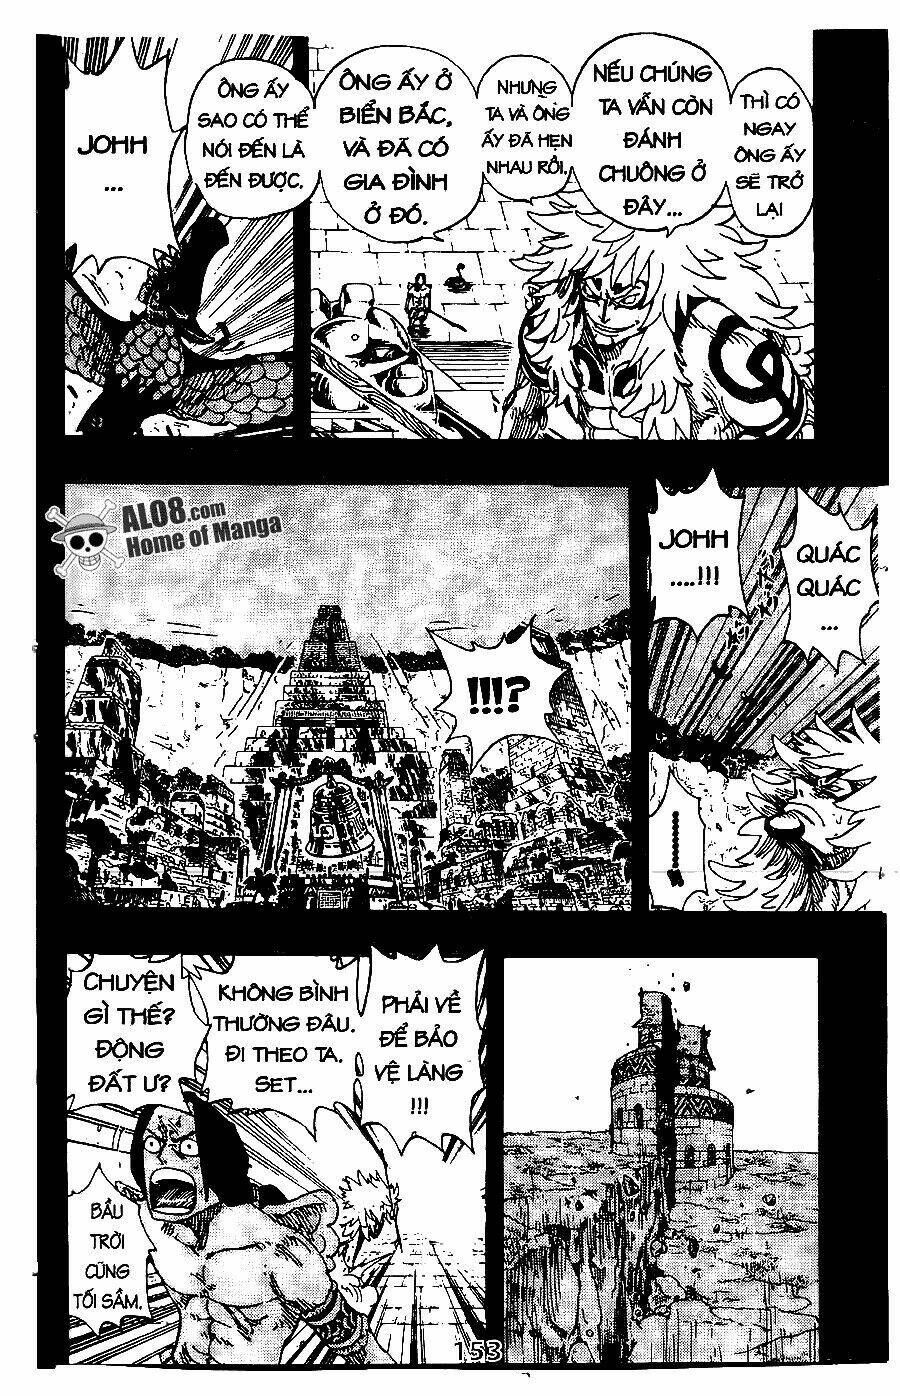 ÔNG ẤY
SAO CÓ THỂ
NÓI ĐẾN LÀ
ĐẾN ĐƯỢC.
JOHH
...
ÔNG ẤY Ở
BIỂN BẮC,
VÀ ĐÃ CÓ
GIA ĐÌNH
Ở ĐÓ.
NHƯNG
TA VÀ ÔNG
ẤY ĐÃ HẸN
NHAU RỒI.
NẾU CHÚNG
TA VẪN CÒN
ĐÁNH
CHUÔNG Ở
ĐÂY...
THÌ CÓ
NGAY
ÔNG ẤY
SẼ TRỞ
LẠI
AL08.com
Home of Manga
!!!?
JOHH
....!!!
QUÁC
QUÁC
...
CHUYỆN
GÌ THẾ?
ĐỘNG
ĐẤT Ư?
KHÔNG BÌNH
THƯỜNG ĐÂU.
ĐI THEO TA.
SET...
PHẢI VỀ
ĐỂ BẢO
VỆ LÀNG
!!!
BẦU
TRỜI
CŨNG
TỐI SẦM.
153